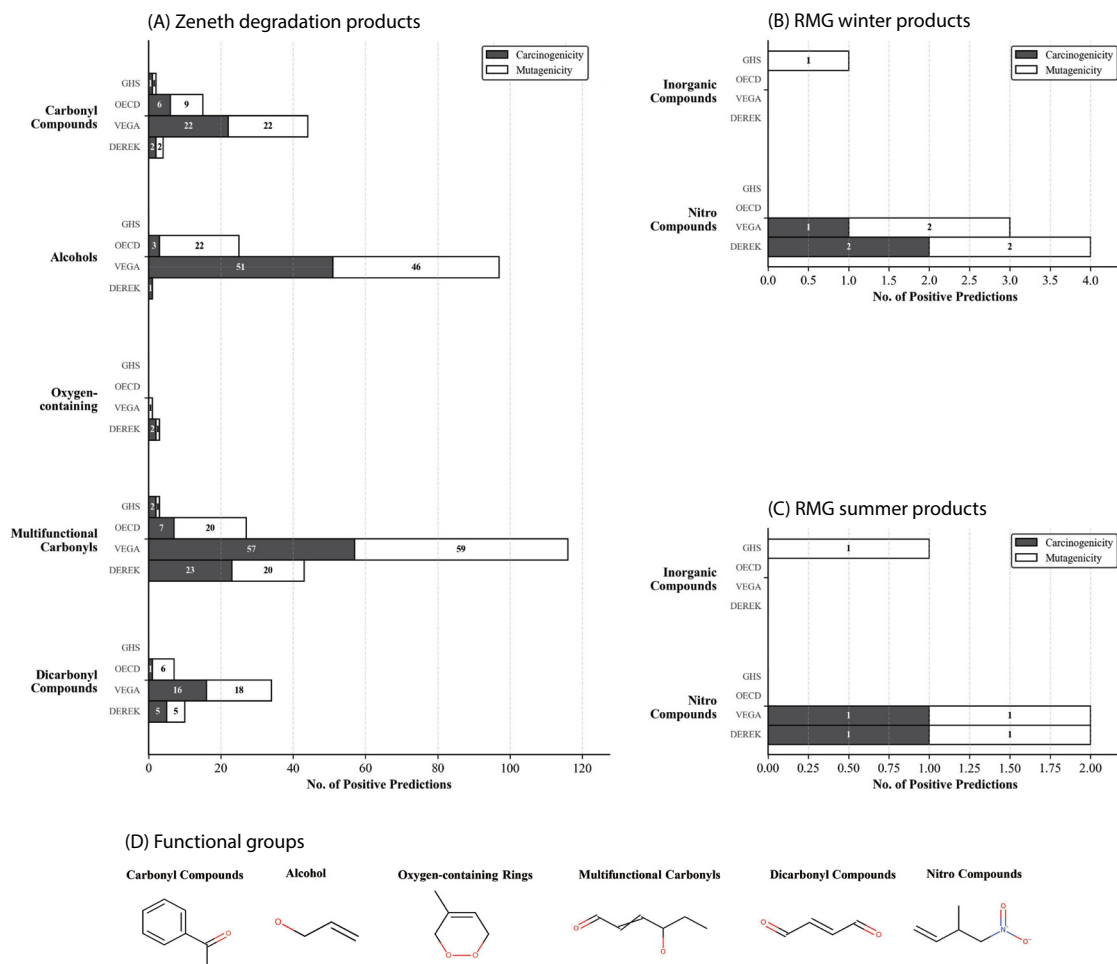 (A) Zeneth degradation products
Carcinogenicity
Mutagenicity
Carbonyl
Compounds
GHS
OECD 6 9
VEGA 22 22
DEREK 2 2
Alcohols
GHS
OECD 3 22
VEGA 51 46
DEREK 1
Oxygen-
containing
GHS
OECD
VEGA
DEREK 2
Multifunctional
Carbonyls
GHS 2
OECD 7 20
VEGA 57 59
DEREK 23 20
Dicarbonyl
Compounds
GHS
OECD 1 6
VEGA 16 18
DEREK 5 5
0 20 40 60 80 100 120
No. of Positive Predictions
(B) RMG winter products
Carcinogenicity
Mutagenicity
Inorganic
Compounds
GHS 1
OECD
VEGA
DEREK
Nitro
Compounds
GHS
OECD
VEGA 1 2
DEREK 2 2
0.0 0.5 1.0 1.5 2.0 2.5 3.0 3.5 4.0
No. of Positive Predictions
(C) RMG summer products
Carcinogenicity
Mutagenicity
Inorganic
Compounds
GHS 1
OECD
VEGA
DEREK
Nitro
Compounds
GHS
OECD
VEGA 1 1
DEREK 1 1
0.00 0.25 0.50 0.75 1.00 1.25 1.50 1.75 2.00
No. of Positive Predictions
(D) Functional groups
Carbonyl Compounds
O
Alcohol
O
Oxygen-containing Rings
O O
Multifunctional Carbonyls
O
O
Dicarbonyl Compounds
O
O
Nitro Compounds
O
N+
O-